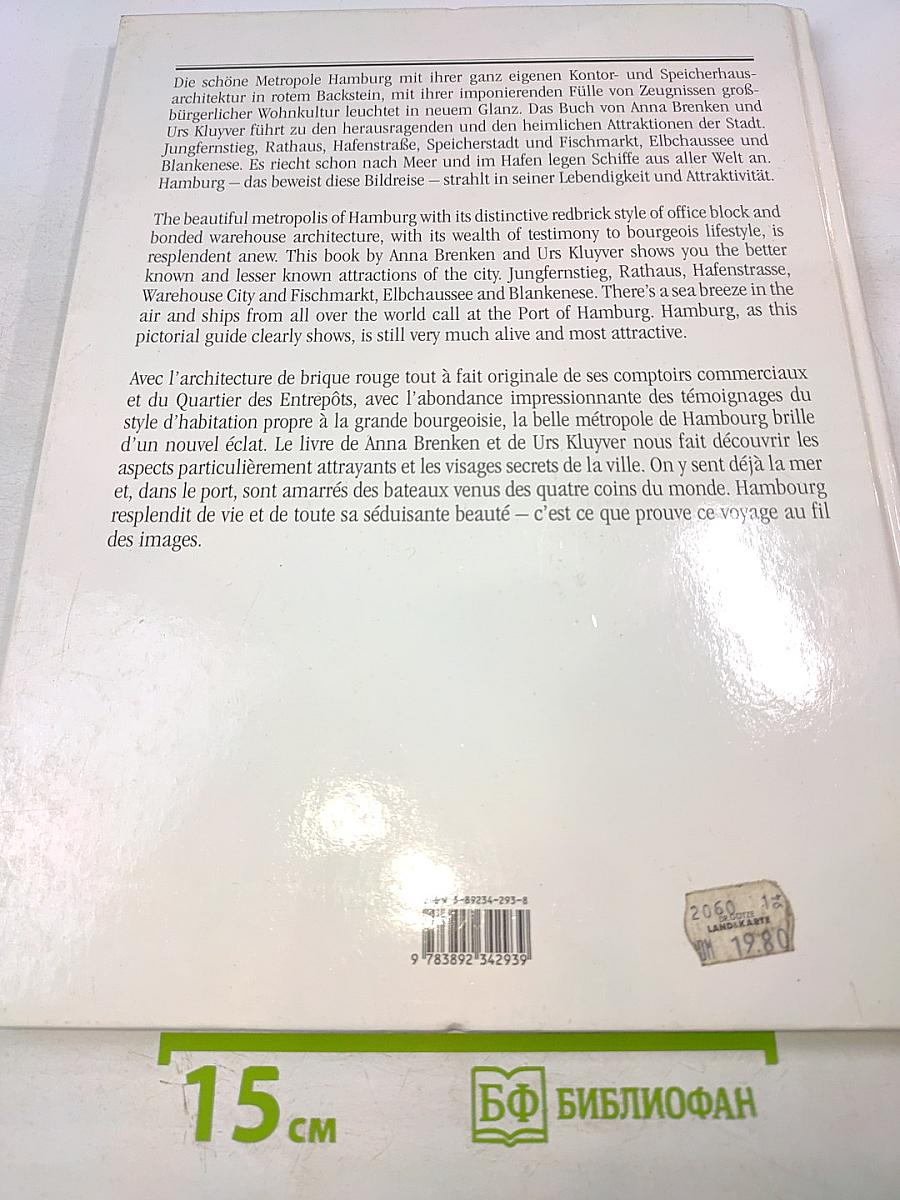 Die schöne Metropole Hamburg mit ihrer ganz eigenen Kontor- und Speicherhaus-
architektur in rotem Backstein, mit ihrer imponierenden Fülle von Zeugnissen groß-
bürgerlicher Wohnkultur leuchtet in neuem Glanz. Das Buch von Anna Brenken und
Urs Kluyver führt zu den herausragenden und den heimlichen Attraktionen der Stadt.
Jungfernstieg, Rathaus, Hafenstraße, Speicherstadt und Fischmarkt, Elbchaussee und
Blankenese. Es riecht schon nach Meer und im Hafen legen Schiffe aus aller Welt an.
Hamburg – das beweist diese Bildreise – strahlt in seiner Lebendigkeit und Attraktivität.
The beautiful metropolis of Hamburg with its distinctive redbrick style of office block and
bonded warehouse architecture, with its wealth of testimony to bourgeois lifestyle, is
resplendent anew. This book by Anna Brenken and Urs Kluyver shows you the better
known and lesser known attractions of the city. Jungfernstieg, Rathaus, Hafenstrasse,
Warehouse City and Fischmarkt, Elbchaussee and Blankenese. There's a sea breeze in the
air and ships from all over the world call at the Port of Hamburg. Hamburg, as this
pictorial guide clearly shows, is still very much alive and most attractive.
Avec l'architecture de brique rouge tout à fait originale de ses comptoirs commerciaux
et du Quartier des Entrepôts, avec l'abondance impressionnante des témoignages du
style d'habitation propre à la grande bourgeoisie, la belle métropole de Hambourg brille
d'un nouvel éclat. Le livre de Anna Brenken et de Urs Kluyver nous fait découvrir les
aspects particulièrement attrayants et les visages secrets de la ville. On y sent déjà la mer
et, dans le port, sont amarrés des bateaux venus des quatre coins du monde. Hambourg
resplendit de vie et de toute sa séduisante beauté – c'est ce que prouve ce voyage au fil
des images.
3-89234-293-8
9 783892 342939
2060
LANDKARTE
DM 19.80
15 см
БФ БИБЛИОФАН